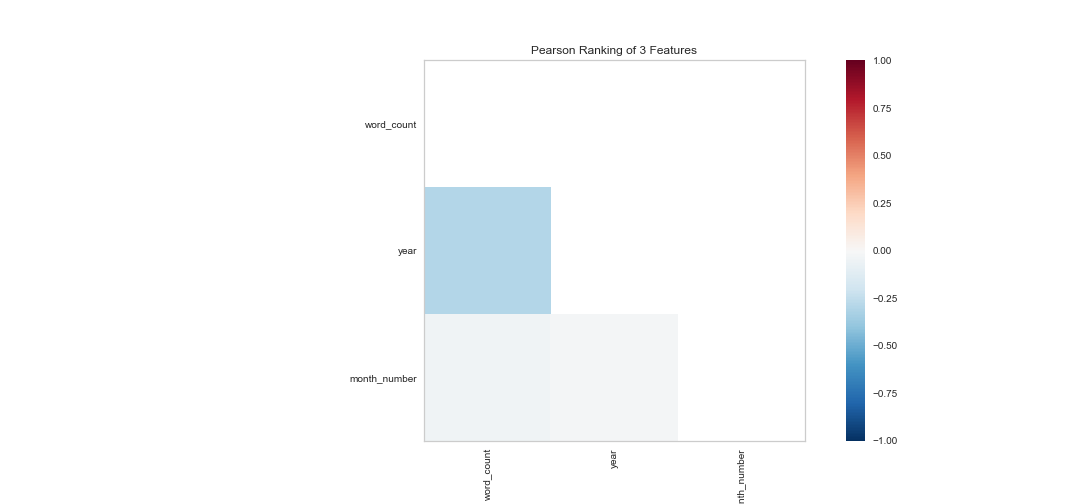 Pearson Ranking of 3 Features
word_count
year
month_number
word_count
year
nth_number
1.00
0.75
0.50
0.25
0.00
−0.25
−0.50
−0.75
−1.00